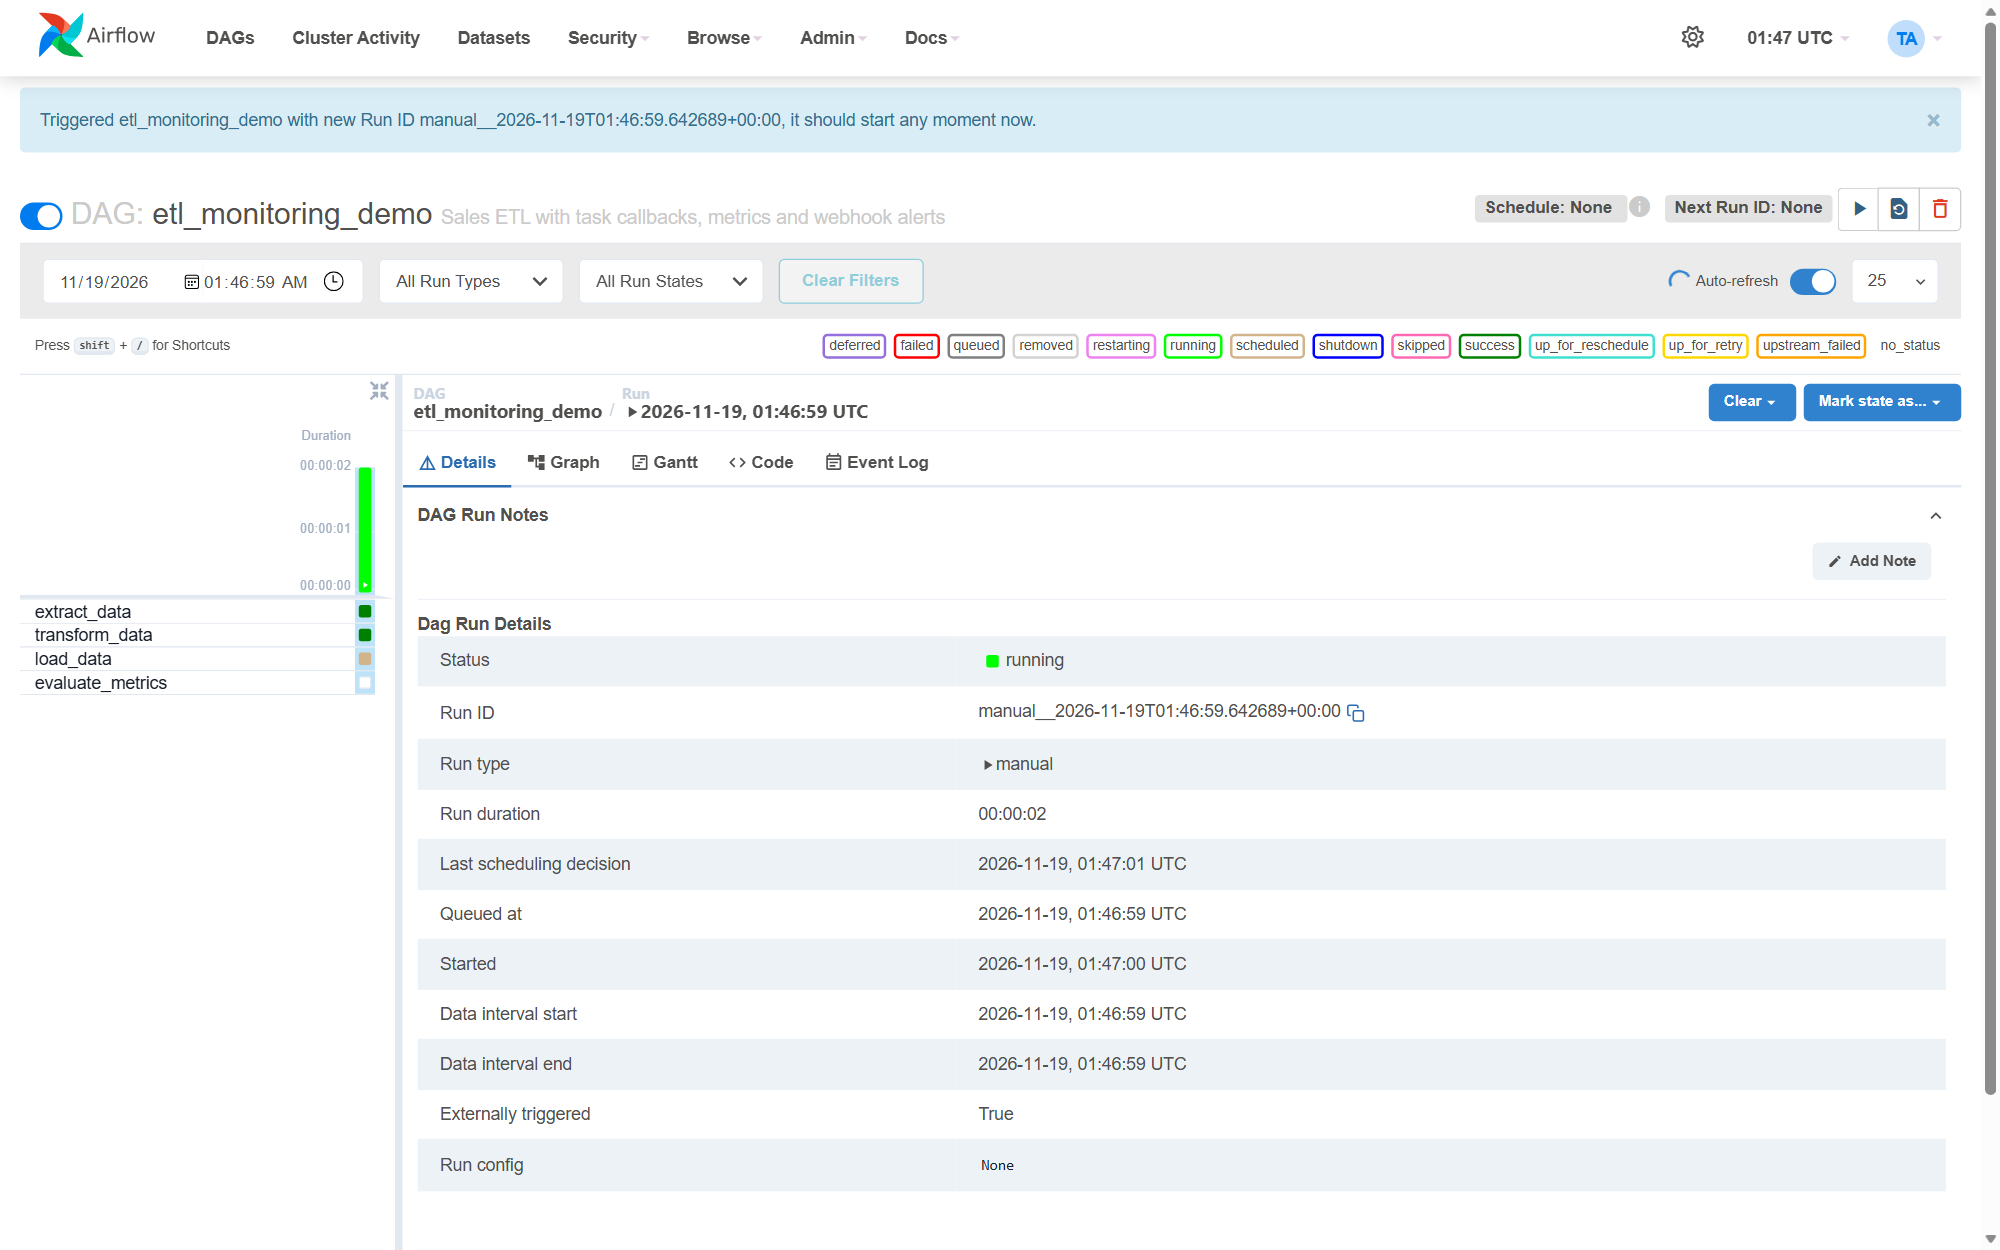 Airflow
DAGs Cluster Activity Datasets Security Browse Admin Docs 01:47 UTC TA
Triggered etl_monitoring_demo with new Run ID manual__2026-11-19T01:46:59.642689+00:00, it should start any moment now. ×
DAG: etl_monitoring_demo Sales ETL with task callbacks, metrics and webhook alerts Schedule: None i Next Run ID: None
11/19/2026 01:46:59 AM All Run Types All Run States Clear Filters Auto-refresh 25
Press shift + / for Shortcuts deferred failed queued removed restarting running scheduled shutdown skipped success up_for_reschedule up_for_retry upstream_failed no_status
DAG Run
etl_monitoring_demo / 2026-11-19, 01:46:59 UTC Clear Mark state as...
Duration
00:00:02
00:00:01
00:00:00
extract_data
transform_data
load_data
evaluate_metrics
Details Graph Gantt Code Event Log
DAG Run Notes
Add Note
Dag Run Details
Status running
Run ID manual__2026-11-19T01:46:59.642689+00:00
Run type manual
Run duration 00:00:02
Last scheduling decision 2026-11-19, 01:47:01 UTC
Queued at 2026-11-19, 01:46:59 UTC
Started 2026-11-19, 01:47:00 UTC
Data interval start 2026-11-19, 01:46:59 UTC
Data interval end 2026-11-19, 01:46:59 UTC
Externally triggered True
Run config None